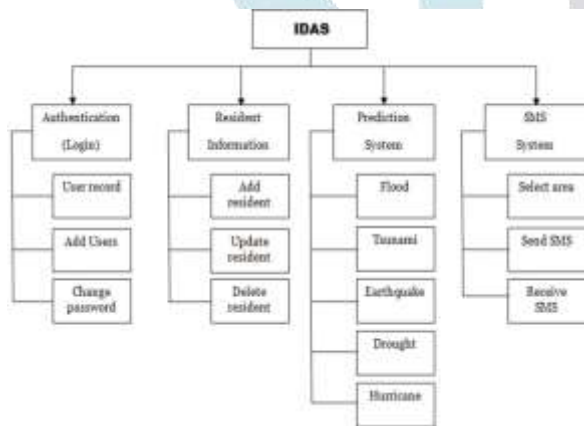 IDAS
Authentication
(Login)
User record
Add Users
Change
password
Resident
Information
Add
resident
Update
resident
Delete
resident
Prediction
System
Flood
Tsunami
Earthquake
Drought
Hurricane
SMS
System
Select area
Send SMS
Receive
SMS